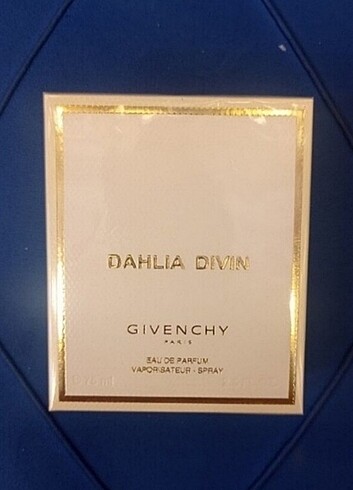 DAHLIA DIVIN
GIVENCHY
PARIS
EAU DE PARFUM
VAPORISATEUR - SPRAY